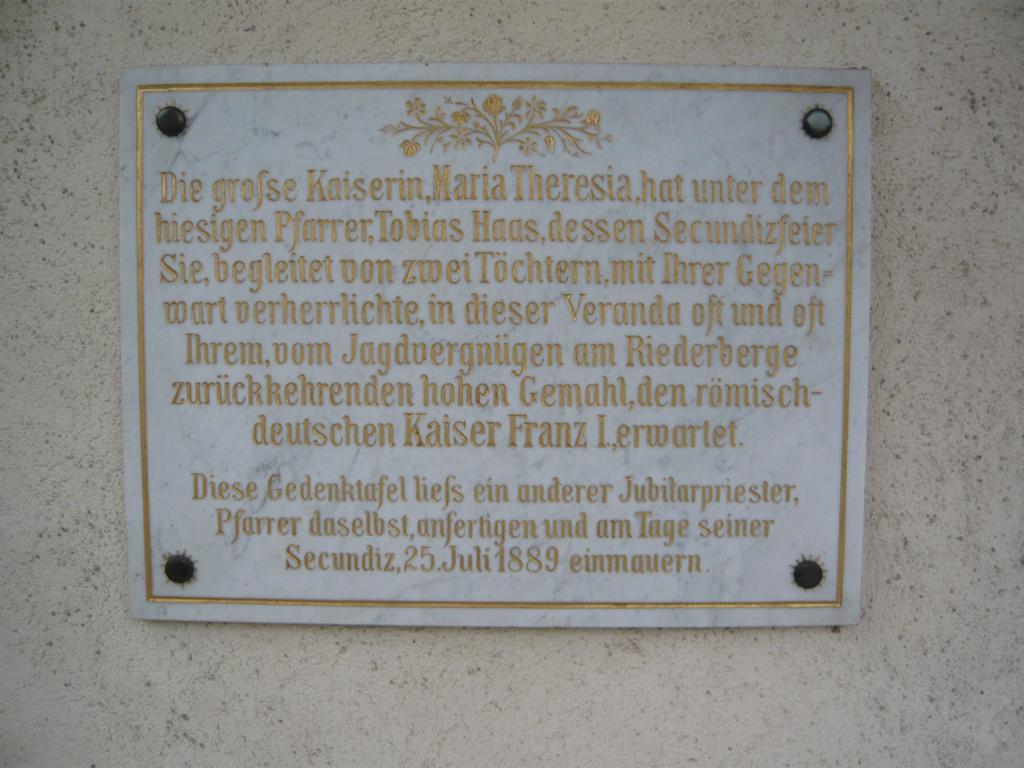 Die grofse Kaiserin, Maria Theresia, hat unter dem
hiesigen Pfarrer, Tobias Haas, dessen Secundizfeier
Sie, begleitet von zwei Töchtern, mit Ihrer Gegen=
wart verherrlichte, in dieser Veranda oft und oft
Ihrem, vom Jagdvergnügen am Riederberge
zurückkehrenden hohen Gemahl, den römisch-
deutschen Kaiser Franz I., erwartet.
Diese Gedenktafel liefs ein anderer Jubilarpriester,
Pfarrer daselbst, anfertigen und am Tage seiner
Secundiz, 25. Juli 1889 einmauern.